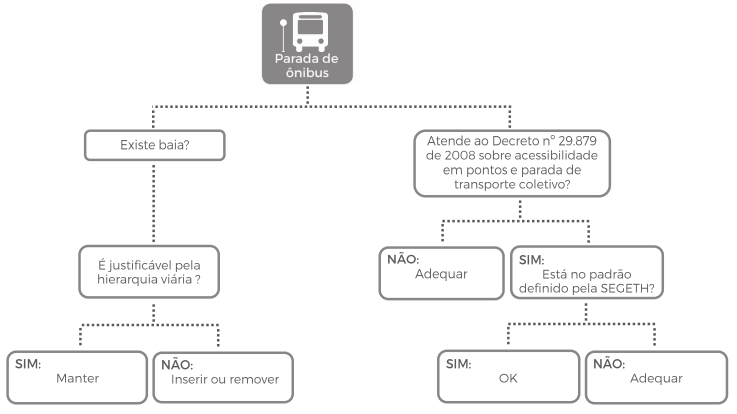 Parada de
ônibus
Existe baia?
Atende ao Decreto nº 29.879
de 2008 sobre acessibilidade
em pontos e parada de
transporte coletivo?
É justificável pela
hierarquia viária ?
NÃO:
Adequar
SIM:
Está no padrão
definido pela SEGETH?
SIM:
Manter
NÃO:
Inserir ou remover
SIM:
OK
NÃO:
Adequar